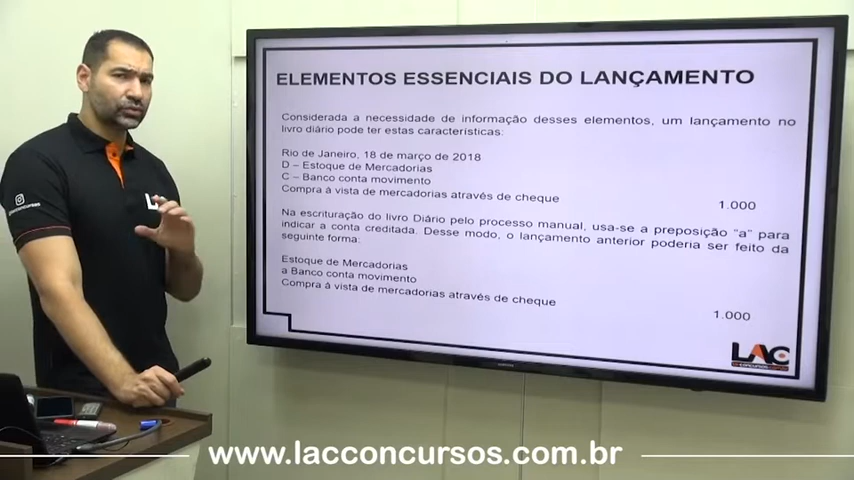 ELEMENTOS ESSENCIAIS DO LANÇAMENTO
Considerada a necessidade de informação desses elementos, um lançamento no
livro diário pode ter estas características:
Rio de Janeiro, 18 de março de 2018
D – Estoque de Mercadorias
C – Banco conta movimento
Compra à vista de mercadorias através de cheque 1.000
Na escrituração do livro Diário pelo processo manual, usa-se a preposição "a" para
indicar a conta creditada. Desse modo, o lançamento anterior poderia ser feito da
seguinte forma:
Estoque de Mercadorias
a Banco conta movimento
Compra à vista de mercadorias através de cheque 1.000
LAC
CONCURSOS
www.lacconcursos.com.br